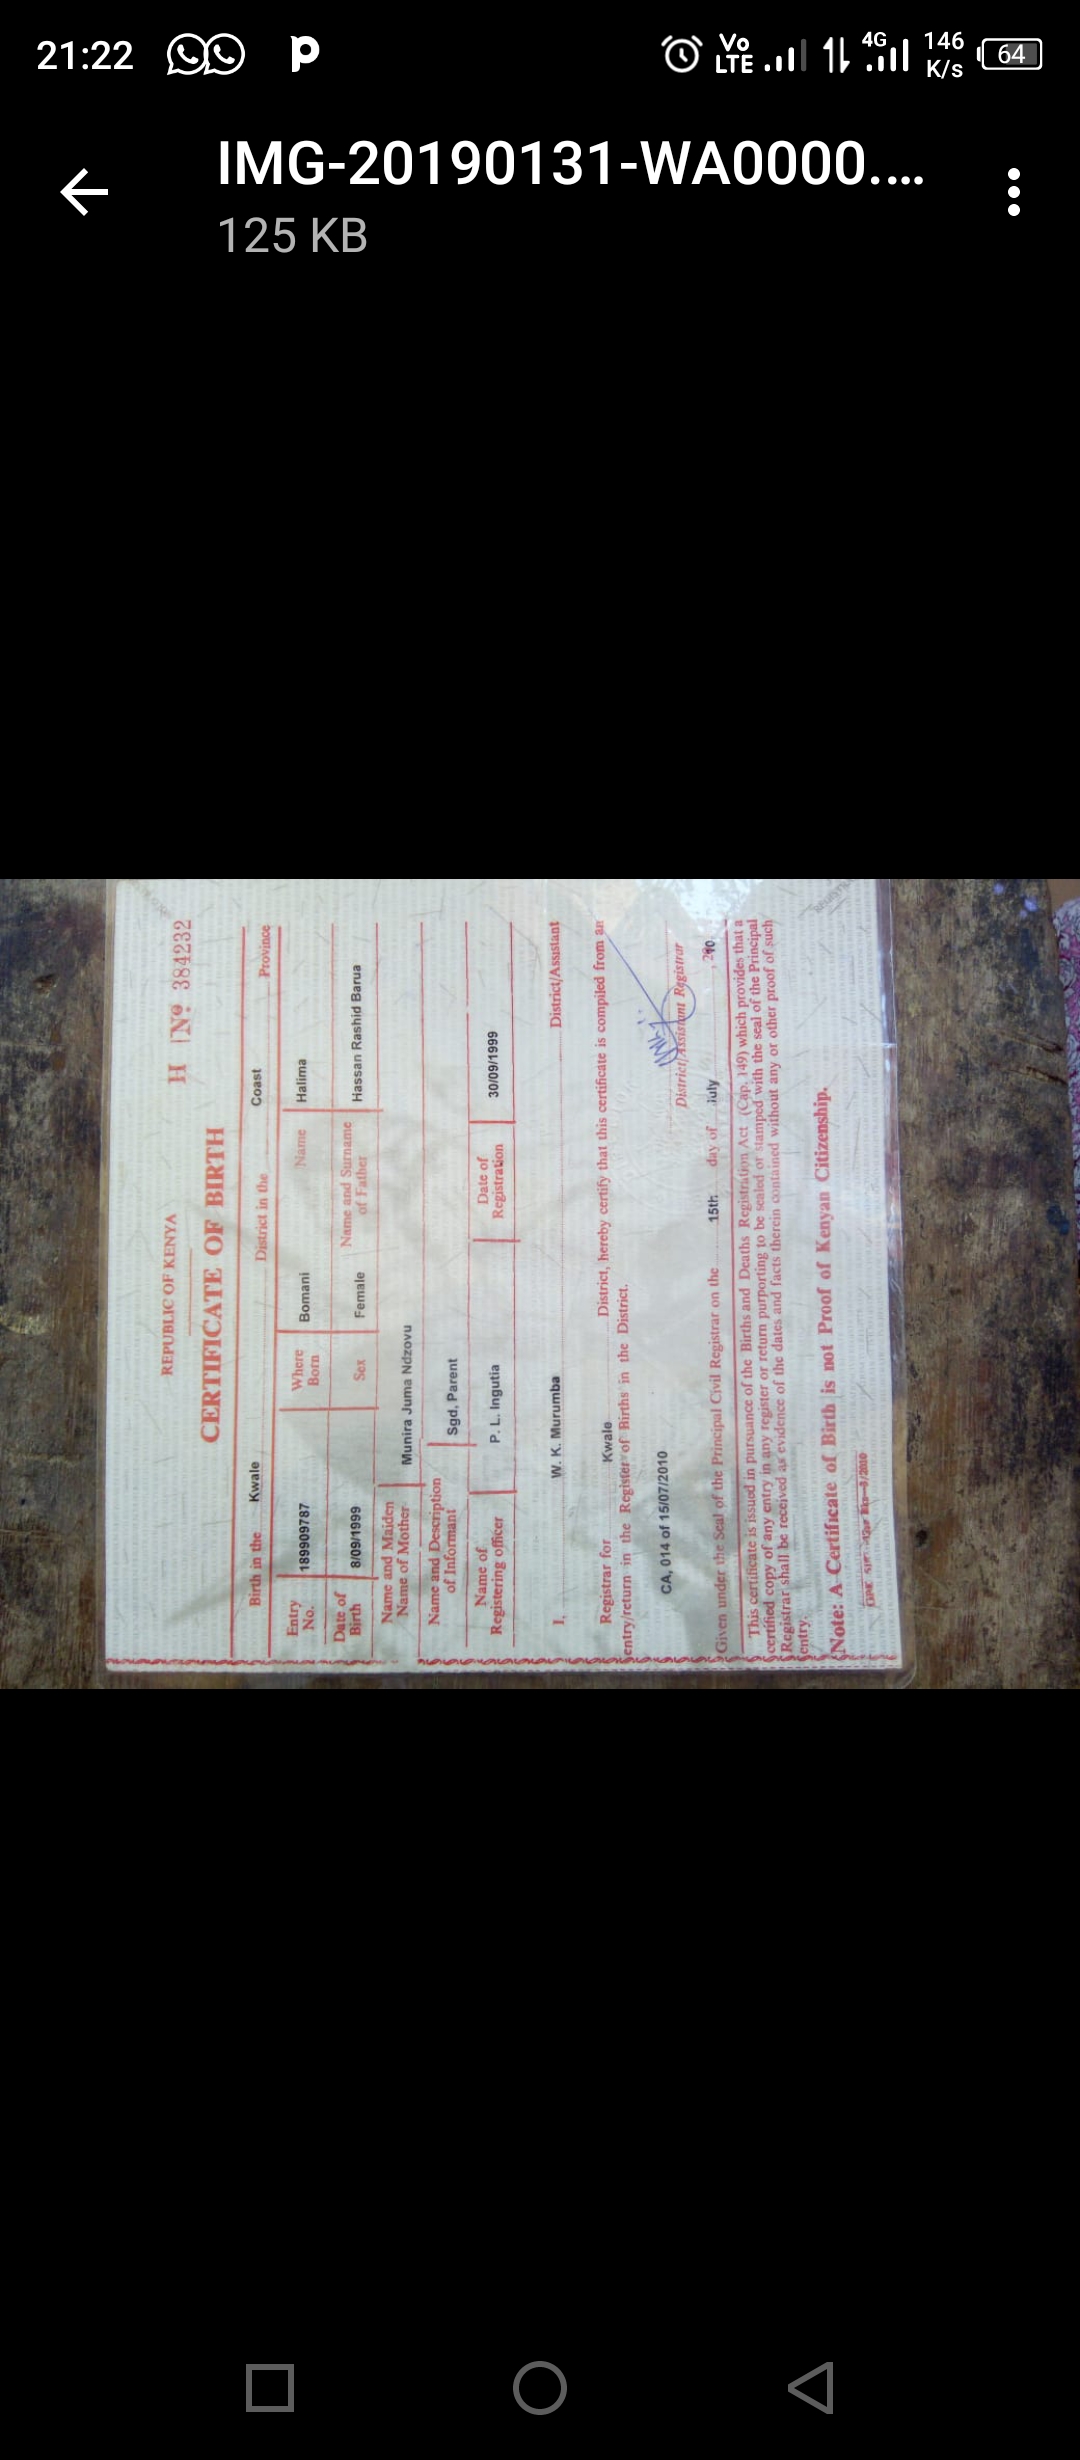 21:22
Vo LTE 4G 146 K/s 64
IMG-20190131-WA0000....
125 KB
REPUBLIC OF KENYA
H Nº 384232
CERTIFICATE OF BIRTH
Birth in the Kwale District in the Coast Province
Entry No. 189909787 Where Born Bomani Name Halima
Date of Birth 8/09/1999 Sex Female Name and Surname of Father Hassan Rashid Barua
Name and Maiden Name of Mother Munira Juma Ndzovu
Name and Description of Informant Sgd, Parent
Name of Registering officer P. L. Ingutia Date of Registration 30/09/1999
I, W. K. Murumba District/Assistant
Registrar for Kwale District, hereby certify that this certificate is compiled from an
entry/return in the Register of Births in the District.
CA, 014 of 15/07/2010
District/Assistant Registrar
Given under the Seal of the Principal Civil Registrar on the 15th day of July, 2010.
This certificate is issued in pursuance of the Births and Deaths Registration Act (Cap. 149) which provides that a
certified copy of any entry in any register or return purporting to be sealed or stamped with the seal of the Principal
Registrar shall be received as evidence of the dates and facts therein contained without any or other proof of such
entry.
Note: A Certificate of Birth is not Proof of Kenyan Citizenship.